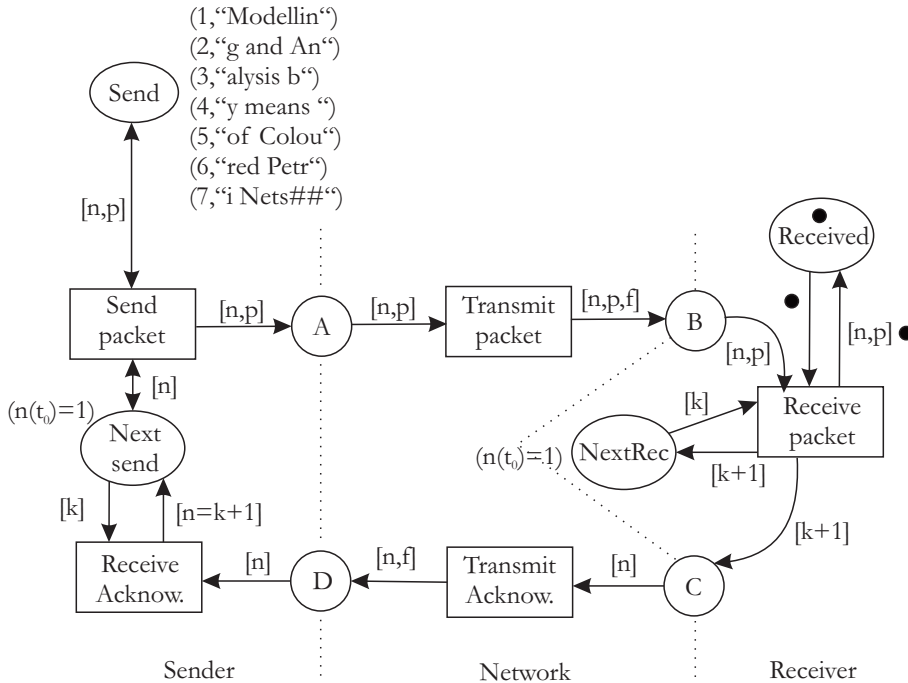 (1,“Modellin“)
(2,“g and An“)
(3,“alysis b“)
(4,“y means “)
(5,“of Colou“)
(6,“red Petr“)
(7,“i Nets##“)
Send
[n,p]
Received
Send
packet
[n,p]
A
[n,p]
Transmit
packet
[n,p,f]
B
[n,p]
[n,p]
[n]
(n(t₀)=1)
Next
send
[k]
Receive
packet
(n(t₀)=1)
NextRec
[k+1]
[k]
[n=k+1]
[k+1]
Receive
Acknow.
[n]
D
[n,f]
Transmit
Acknow.
[n]
C
Sender
Network
Receiver